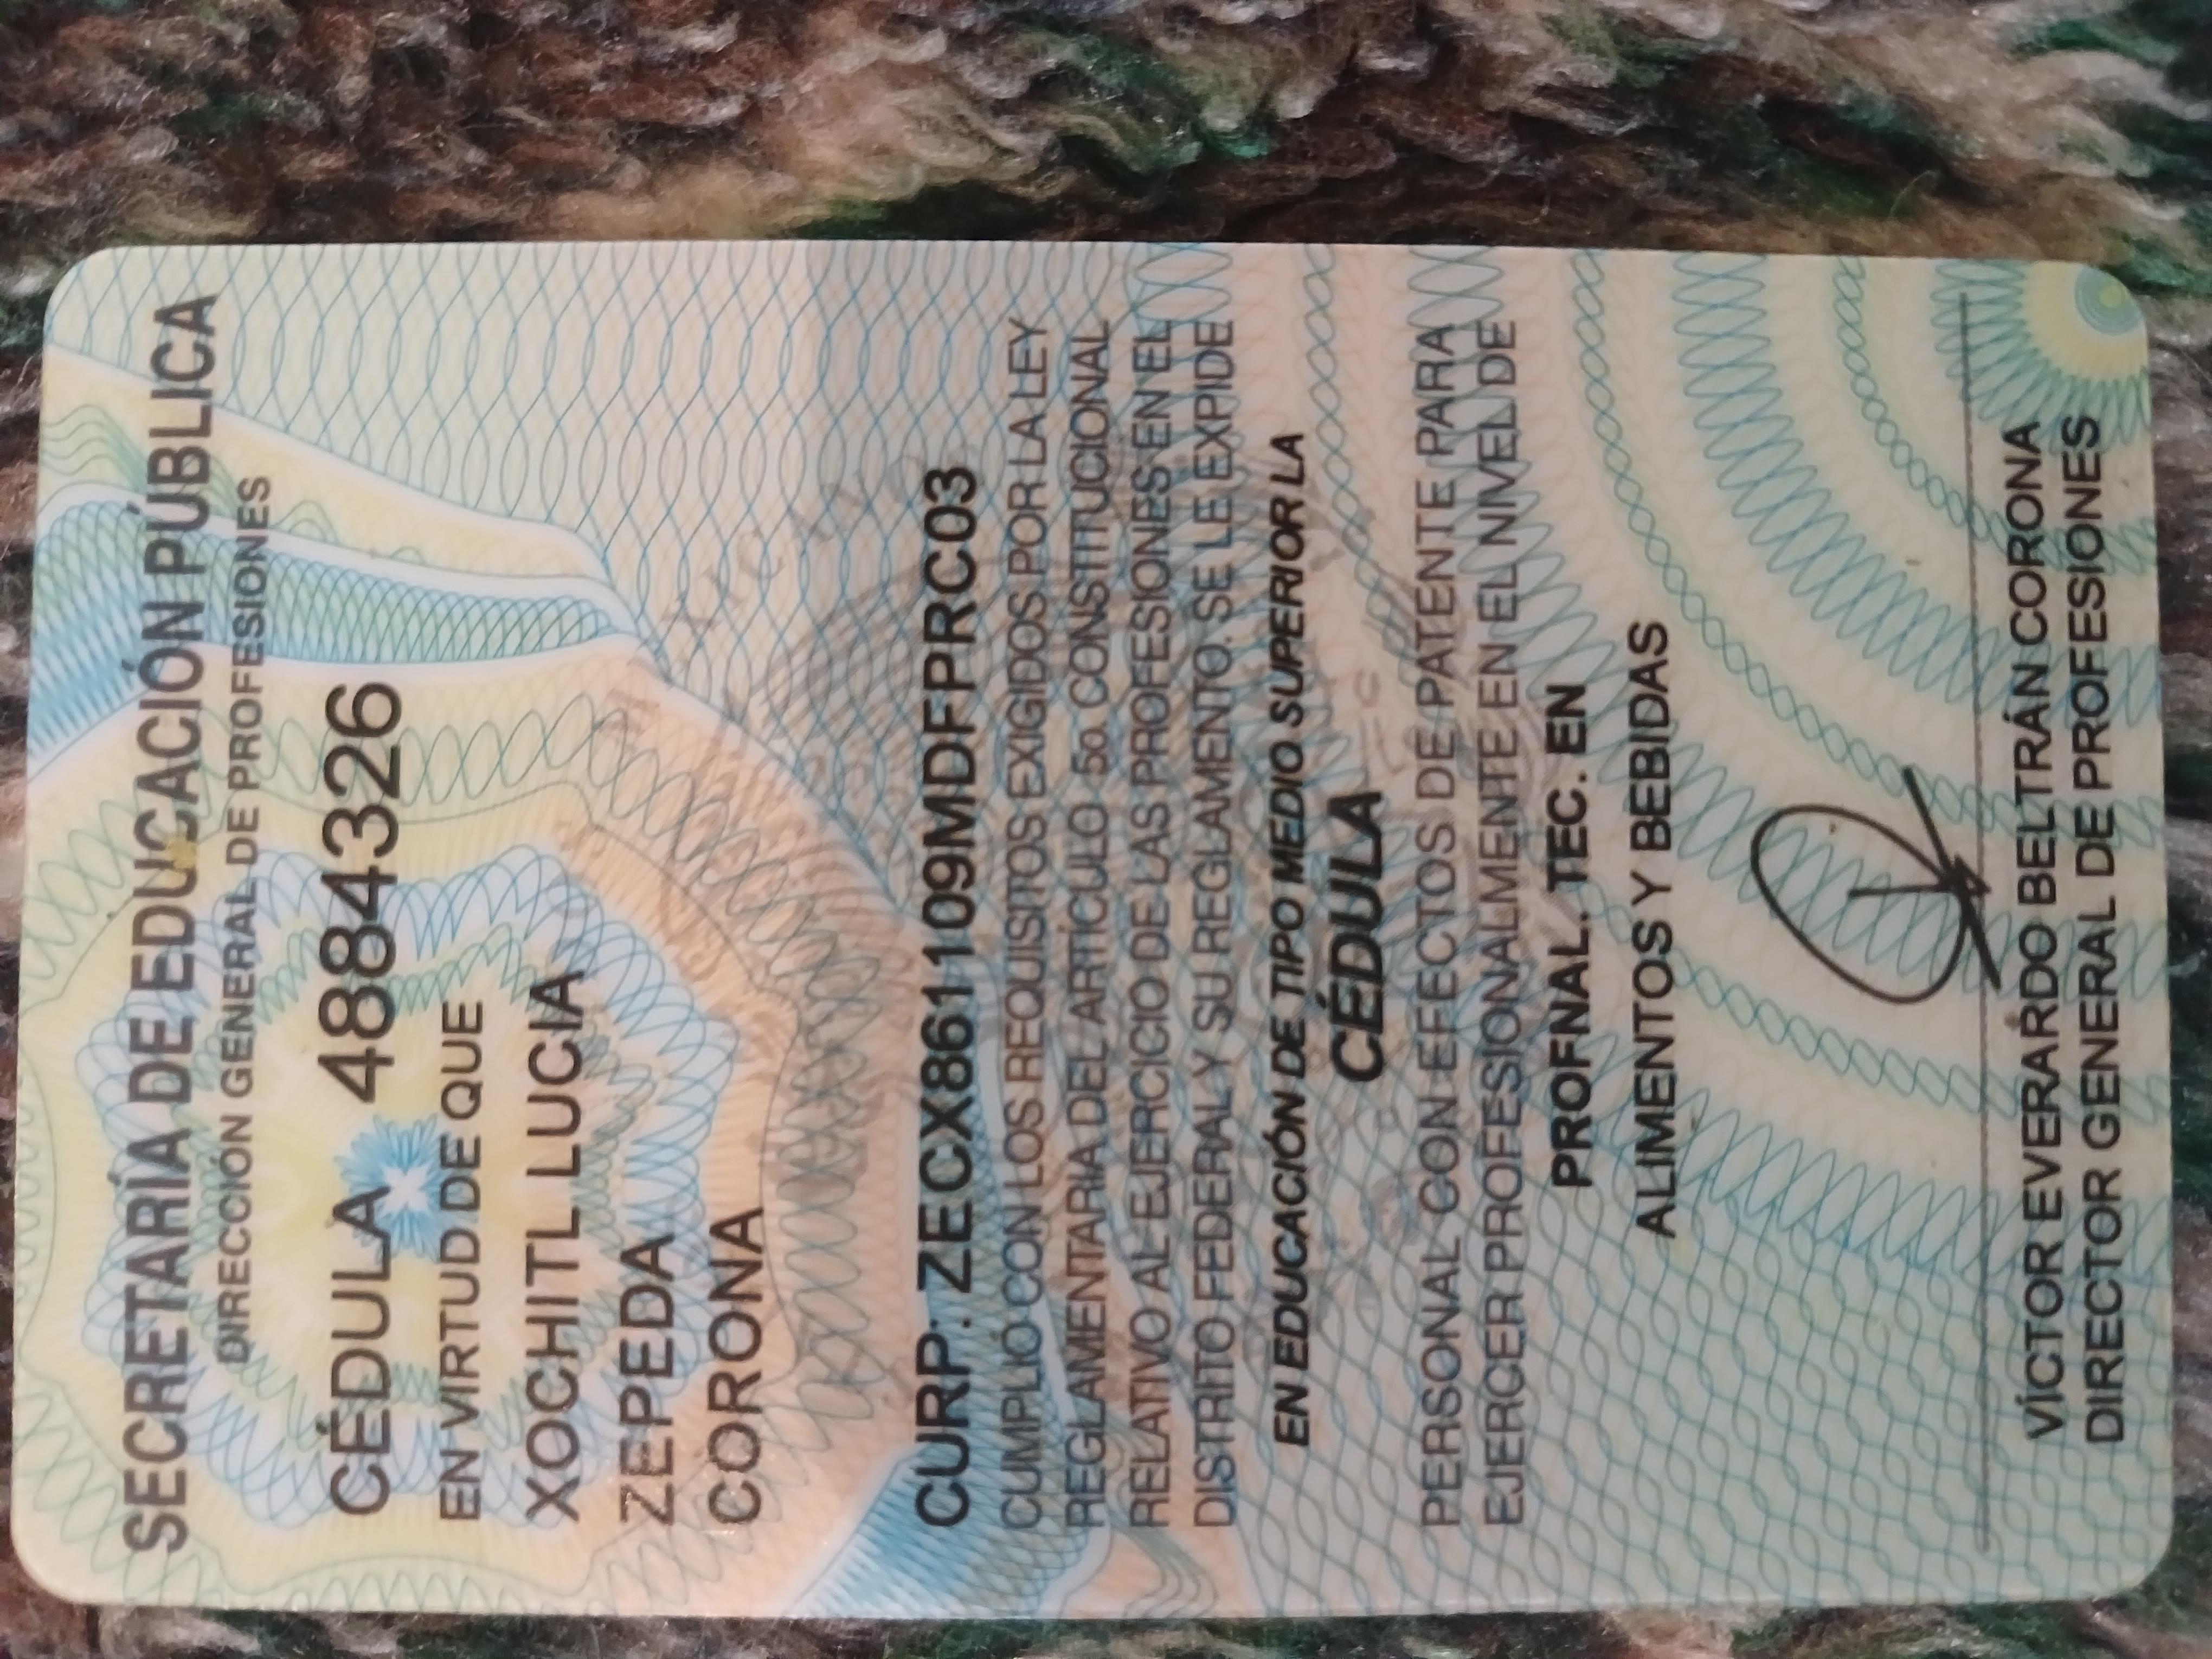 SECRETARÍA DE EDUCACIÓN PÚBLICA
DIRECCIÓN GENERAL DE PROFESIONES
CÉDULA 4884326
EN VIRTUD DE QUE
XOCHITL LUCIA
ZEPEDA
CORONA
CURP: ZECX861109MDFPRC03
CUMPLIÓ CON LOS REQUISITOS EXIGIDOS POR LA LEY
REGLAMENTARIA DEL ARTÍCULO 5o. CONSTITUCIONAL
RELATIVO AL EJERCICIO DE LAS PROFESIONES EN EL
DISTRITO FEDERAL Y SU REGLAMENTO. SE LE EXPIDE
EN EDUCACIÓN DE TIPO MEDIO SUPERIOR LA
CÉDULA
PERSONAL CON EFECTOS DE PATENTE PARA
EJERCER PROFESIONALMENTE EN EL NIVEL DE
PROFNAL. TEC. EN
ALIMENTOS Y BEBIDAS
VÍCTOR EVERARDO BELTRÁN CORONA
DIRECTOR GENERAL DE PROFESIONES